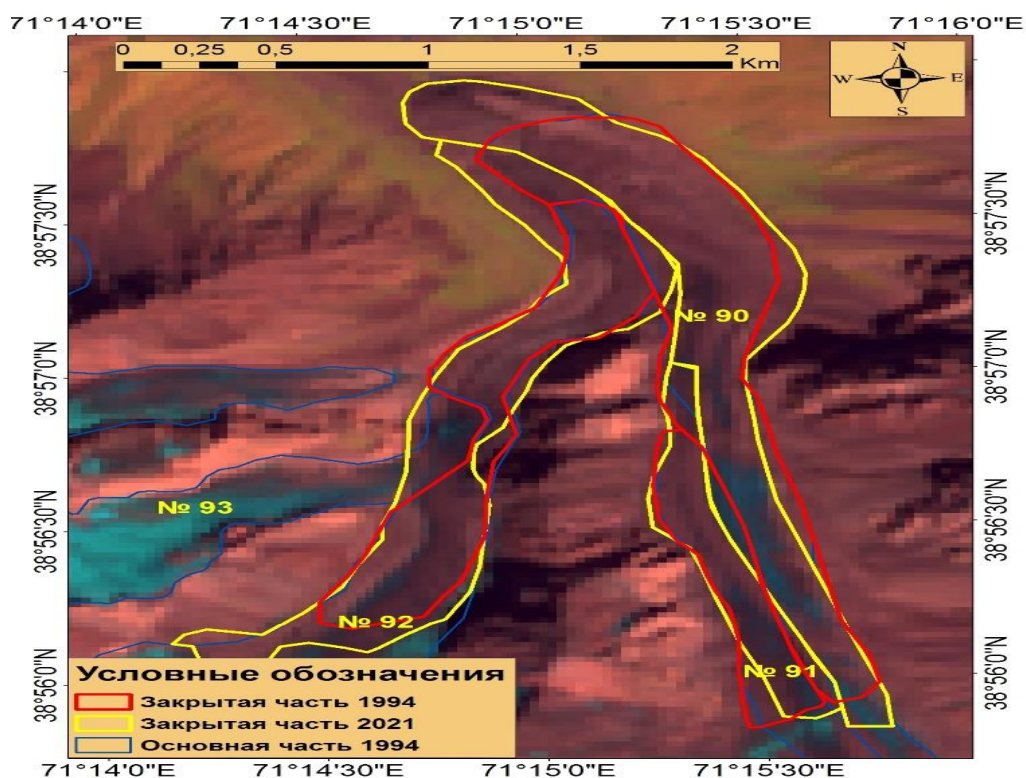 71°14'0"E 71°14'30"E 71°15'0"E 71°15'30"E 71°16'0"E
0 0,25 0,5 1 1,5 2
Km
N
W E
S
38°57'30"N 38°57'30"N
№ 90
38°57'0"N 38°57'0"N
№ 93
38°56'30"N 38°56'30"N
№ 92
№ 91
38°56'0"N 38°56'0"N
Условные обозначения
Закрытая часть 1994
Закрытая часть 2021
Основная часть 1994
71°14'0"E 71°14'30"E 71°15'0"E 71°15'30"E